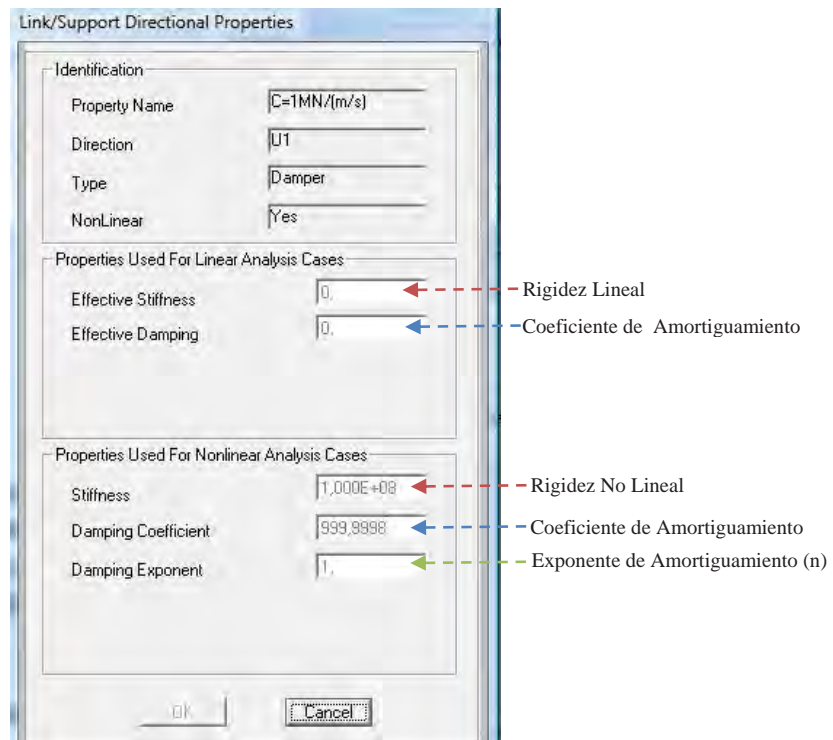 Link/Support Directional Properties
Identification
Property Name C=1MN/(m/s)
Direction U1
Type Damper
NonLinear Yes
Properties Used For Linear Analysis Cases
Effective Stiffness 0, Rigidez Lineal
Effective Damping 0, Coeficiente de Amortiguamiento
Properties Used For Nonlinear Analysis Cases
Stiffness 1,000E+08 Rigidez No Lineal
Damping Coefficient 999,9998 Coeficiente de Amortiguamiento
Damping Exponent 1, Exponente de Amortiguamiento (n)
OK Cancel